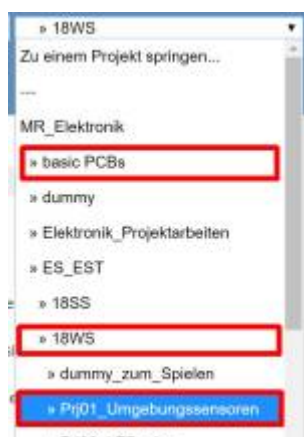 » 18WS
Zu einem Projekt springen...
---
MR_Elektronik
» basic PCBs
» dummy
» Elektronik_Projektarbeiten
» ES_EST
» 18SS
» 18WS
» dummy_zum_Spielen
» Prj01_Umgebungssensoren